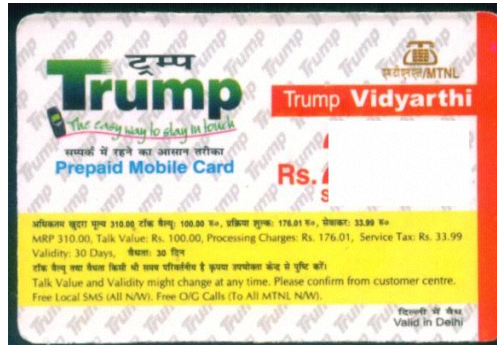 ट्रम्प
Trump
The easy way to stay in touch
सम्पर्क में रहने का आसान तरीका
Prepaid Mobile Card
एमटीएनएल/MTNL
Trump Vidyarthi
Rs.
अधिकतम खुदरा मूल्य 310.00 टॉक वैल्यु: 100.00 रु०, प्रक्रिया शुल्क: 176.01 रु०, सेवाकर: 33.99 रु०
MRP 310.00, Talk Value: Rs. 100.00, Processing Charges: Rs. 176.01, Service Tax: Rs. 33.99
Validity: 30 Days, वैधता: 30 दिन
टॉक वैल्यु तथा वैधता किसी भी समय परिवर्तनीय है कृपया उपभोक्ता केन्द्र से पुष्टि करें।
Talk Value and Validity might change at any time. Please confirm from customer centre.
Free Local SMS (All N/W). Free O/G Calls (To All MTNL N/W).
दिल्ली में वैध
Valid in Delhi